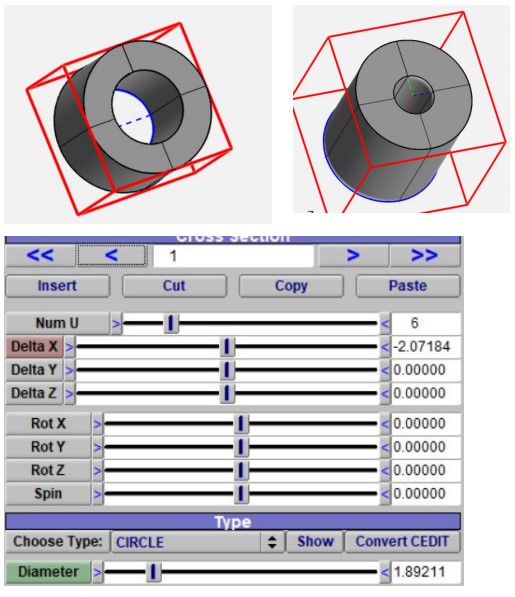 Cross Section
<< < 1 > >>
Insert Cut Copy Paste
Num U > < 6
Delta X > < -2.07184
Delta Y > < 0.00000
Delta Z > < 0.00000
Rot X > < 0.00000
Rot Y > < 0.00000
Rot Z > < 0.00000
Spin > < 0.00000
Type
Choose Type: CIRCLE Show Convert CEDIT
Diameter > < 1.89211